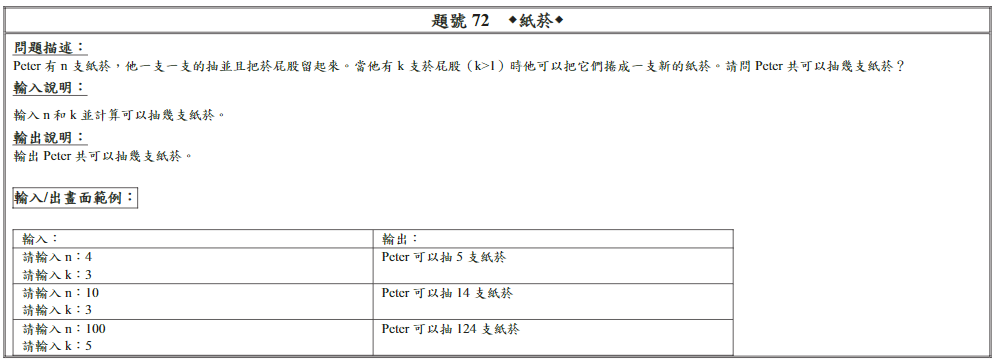 題號 72 ◆紙菸◆
問題描述：
Peter 有 n 支紙菸，他一支一支的抽並且把菸屁股留起來。當他有 k 支菸屁股（k>1）時他可以把它們捲成一支新的紙菸。請問 Peter 共可以抽幾支紙菸？
輸入說明：
輸入 n 和 k 並計算可以抽幾支紙菸。
輸出說明：
輸出 Peter 共可以抽幾支紙菸。
輸入/出畫面範例：
輸入：
輸出：
請輸入 n：4
請輸入 k：3
Peter 可以抽 5 支紙菸
請輸入 n：10
請輸入 k：3
Peter 可以抽 14 支紙菸
請輸入 n：100
請輸入 k：5
Peter 可以抽 124 支紙菸